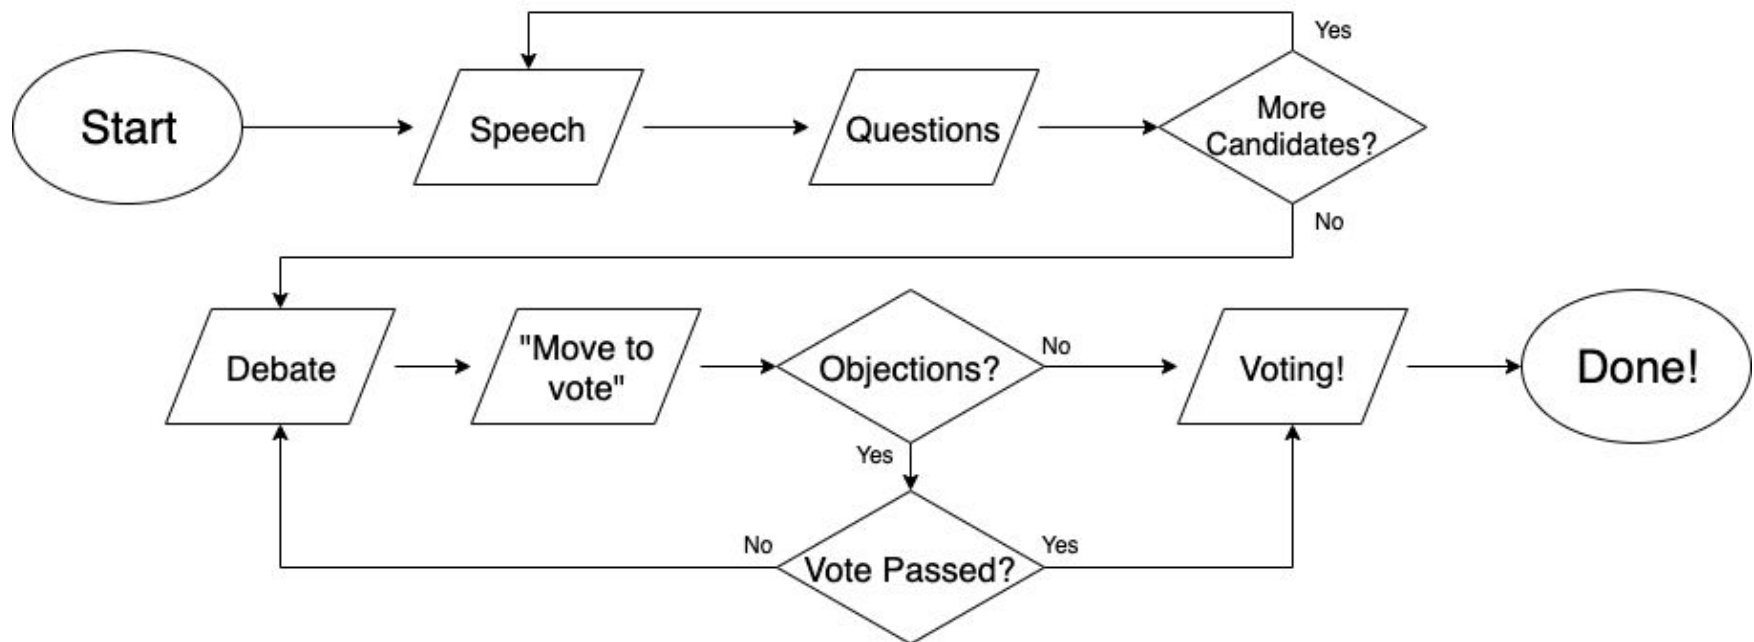 Start
Speech
Questions
More
Candidates?
Yes
No
Debate
"Move to
vote"
Objections?
No
Yes
Voting!
Done!
Vote Passed?
No
Yes